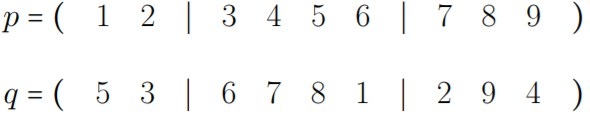 p = ( 1 2 | 3 4 5 6 | 7 8 9 )
q = ( 5 3 | 6 7 8 1 | 2 9 4 )